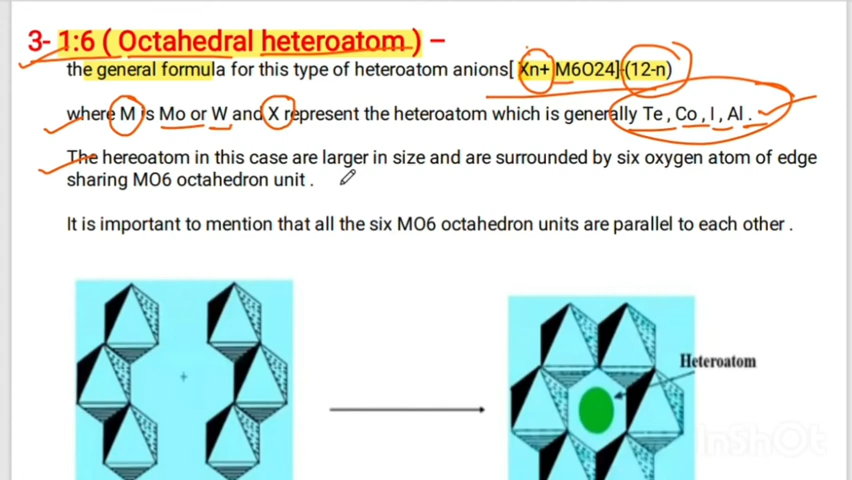 3- 1:6 ( Octahedral heteroatom ) –
the general formula for this type of heteroatom anions[ Xn+ M6O24]-(12-n)
where M is Mo or W and X represent the heteroatom which is generally Te , Co , I , Al .
The hereoatom in this case are larger in size and are surrounded by six oxygen atom of edge
sharing MO6 octahedron unit .
It is important to mention that all the six MO6 octahedron units are parallel to each other .
Heteroatom
InShOt